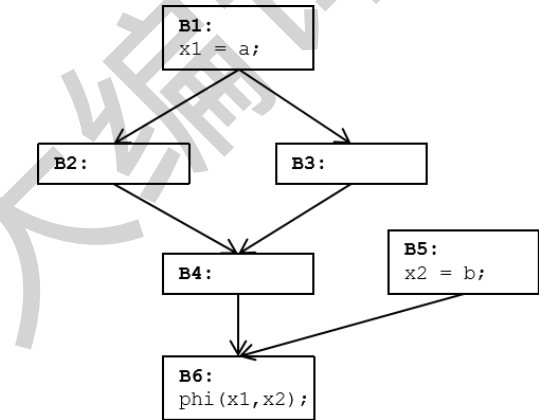 B1:
x1 = a;
B2:
B3:
B4:
B5:
x2 = b;
B6:
phi(x1,x2);